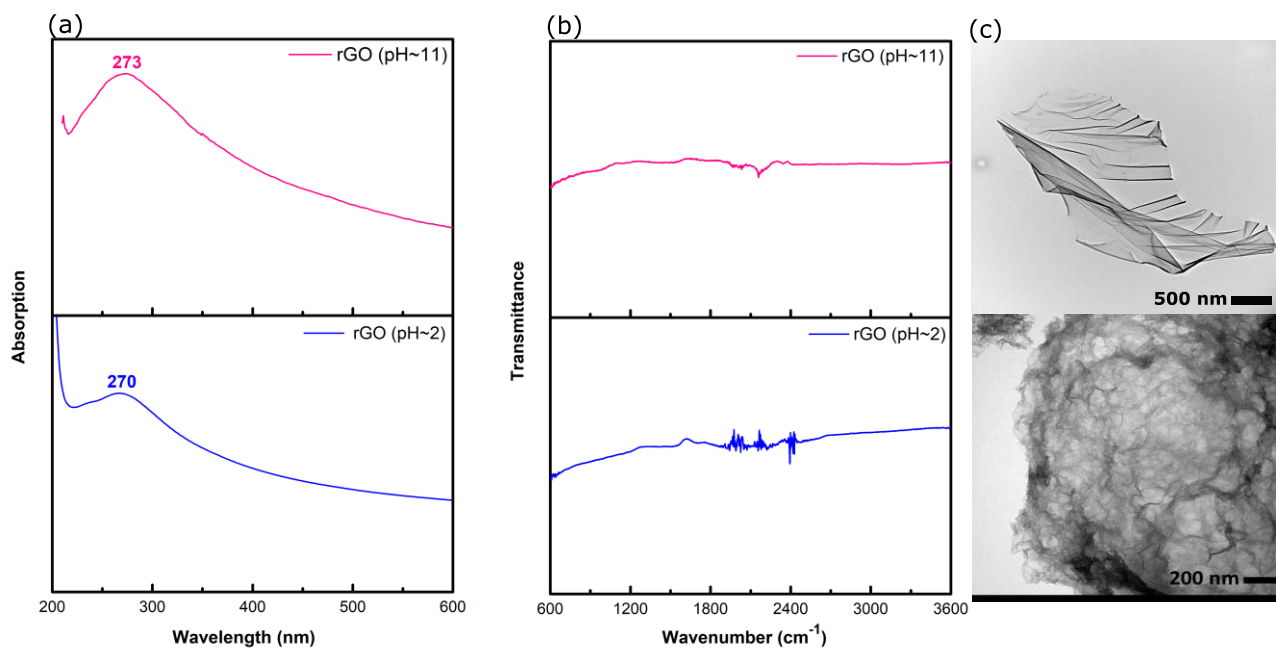 (a)
273
rGO (pH~11)
270
rGO (pH~2)
Absorption
200 300 400 500 600
Wavelength (nm)
(b)
rGO (pH~11)
rGO (pH~2)
Transmittance
600 1200 1800 2400 3000 3600
Wavenumber (cm⁻¹)
(c)
500 nm
200 nm